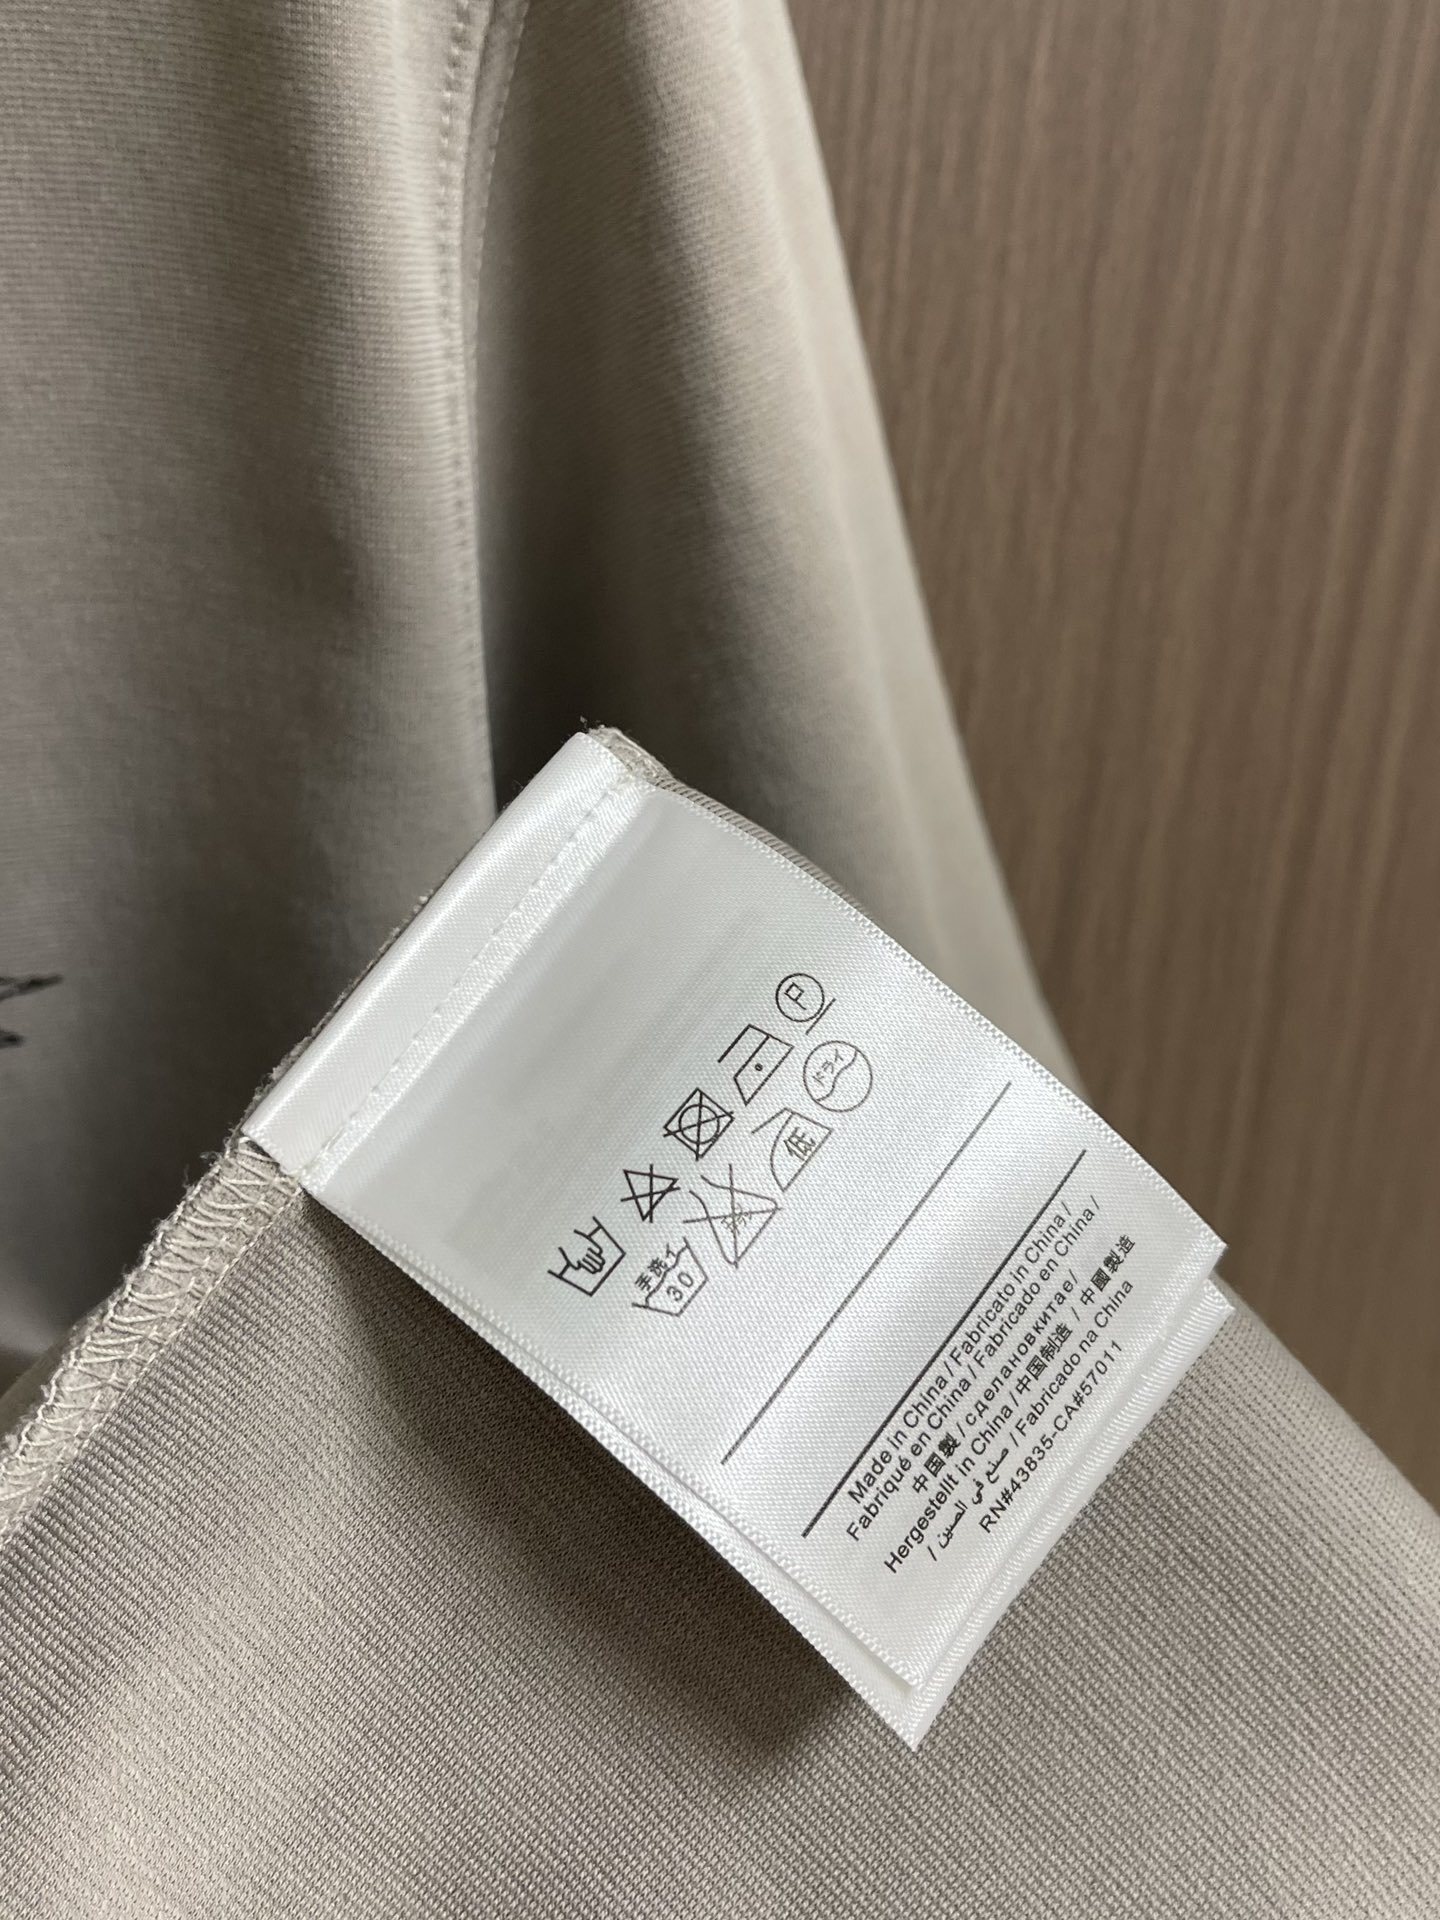 P
ドライ
低
手洗イ
30
Made in China / Fabricato in China /
Fabriqué en China / Fabricado en China /
中国製 / сделановкитае /
Hergestellt in China / 中国制造 / 中國製造
/ صنع في الصين / Fabricado na China
RN#43835-CA#57011